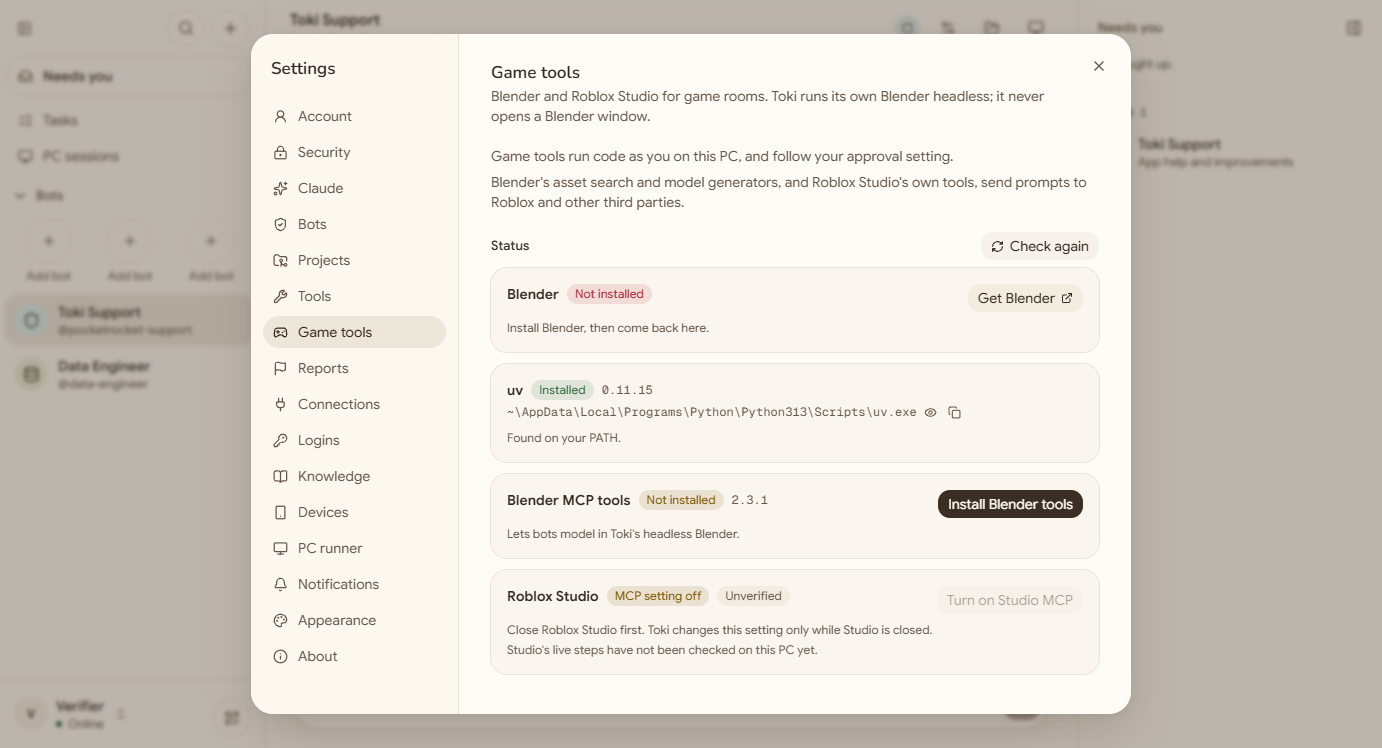 Toki Support
Needs you
Tasks
PC sessions
Bots
Add bot
Add bot
Add bot
Toki Support
@pocketrocket-support
Data Engineer
@data-engineer
V
Verifier
Online
Settings
Account
Security
Claude
Bots
Projects
Tools
Game tools
Reports
Connections
Logins
Knowledge
Devices
PC runner
Notifications
Appearance
About
Game tools
Blender and Roblox Studio for game rooms. Toki runs its own Blender headless; it never
opens a Blender window.
Game tools run code as you on this PC, and follow your approval setting.
Blender's asset search and model generators, and Roblox Studio's own tools, send prompts to
Roblox and other third parties.
Status
Check again
Blender Not installed
Get Blender
Install Blender, then come back here.
uv Installed 0.11.15
~\AppData\Local\Programs\Python\Python313\Scripts\uv.exe
Found on your PATH.
Blender MCP tools Not installed 2.3.1
Install Blender tools
Lets bots model in Toki's headless Blender.
Roblox Studio MCP setting off Unverified
Turn on Studio MCP
Close Roblox Studio first. Toki changes this setting only while Studio is closed.
Studio's live steps have not been checked on this PC yet.
Needs you
up.
1
Toki Support
App help and improvements